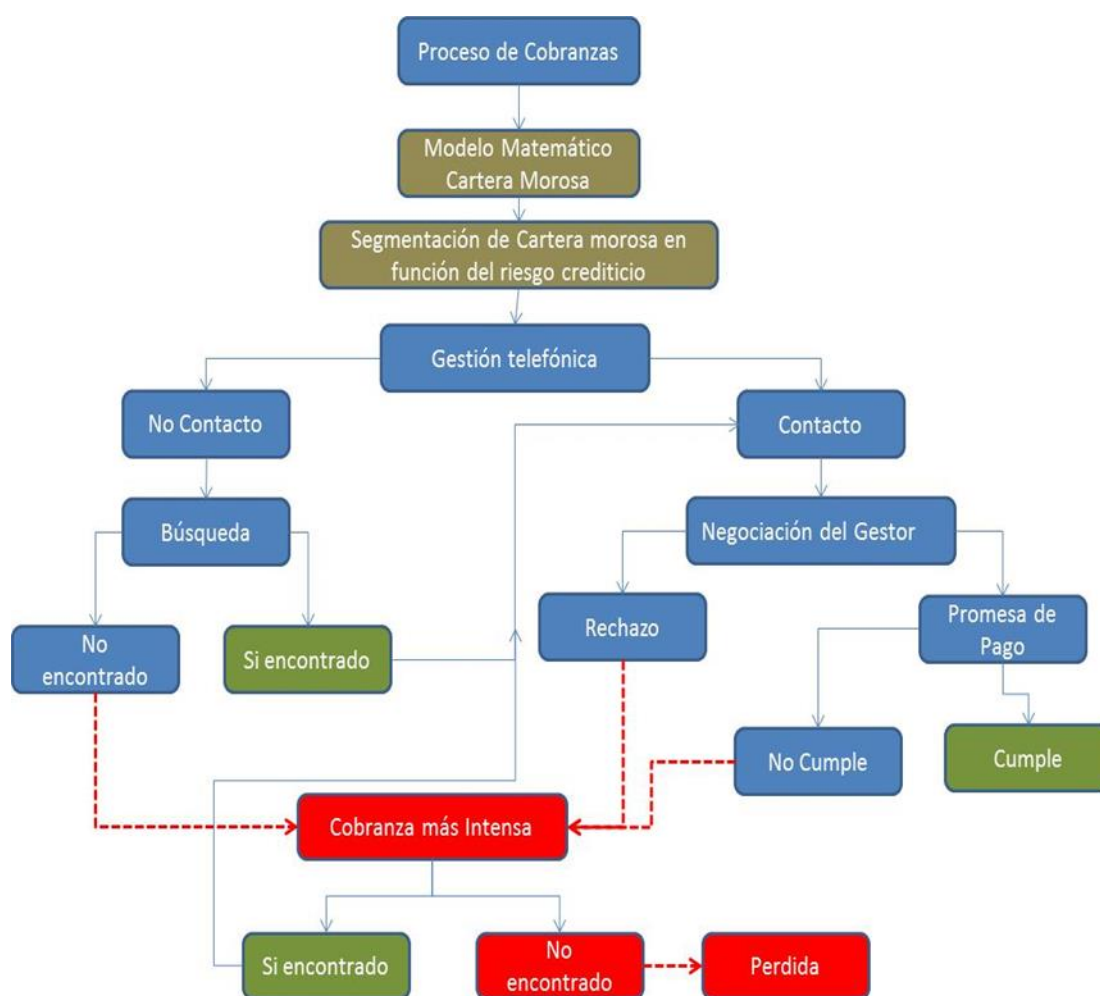 Proceso de Cobranzas
Modelo Matemático
Cartera Morosa
Segmentación de Cartera morosa en
función del riesgo crediticio
Gestión telefónica
No Contacto
Contacto
Búsqueda
Negociación del Gestor
No
encontrado
Si encontrado
Rechazo
Promesa de
Pago
No Cumple
Cumple
Cobranza más Intensa
Si encontrado
No
encontrado
Perdida